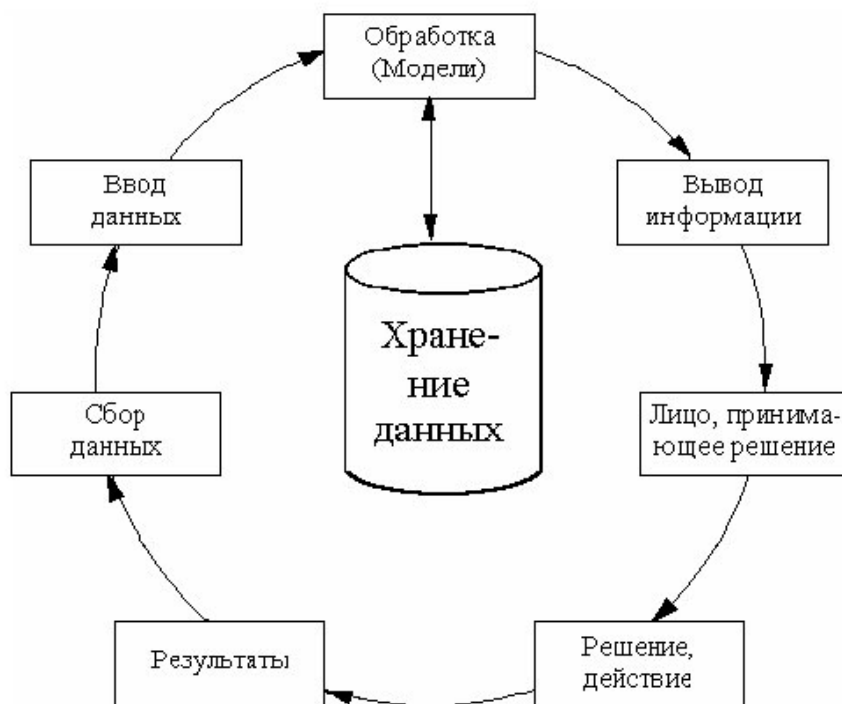 Обработка
(Модели)
Ввод
данных
Вывод
информации
Хране-
ние
данных
Сбор
данных
Лицо, принима-
ющее решение
Результаты
Решение,
действие